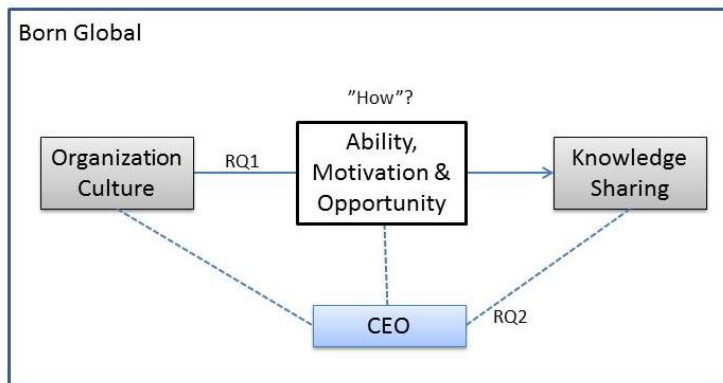 Born Global
”How”?
Organization
Culture
RQ1
Ability,
Motivation &
Opportunity
Knowledge
Sharing
CEO
RQ2